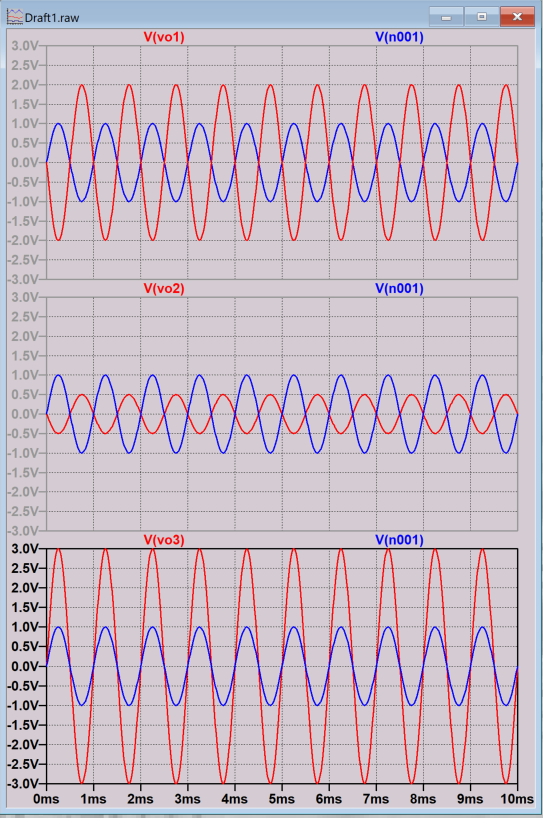 Draft1.raw
V(vo1) V(n001)
3.0V
2.5V
2.0V
1.5V
1.0V
0.5V
0.0V
-0.5V
-1.0V
-1.5V
-2.0V
-2.5V
-3.0V
V(vo2) V(n001)
3.0V
2.5V
2.0V
1.5V
1.0V
0.5V
0.0V
-0.5V
-1.0V
-1.5V
-2.0V
-2.5V
-3.0V
V(vo3) V(n001)
3.0V
2.5V
2.0V
1.5V
1.0V
0.5V
0.0V
-0.5V
-1.0V
-1.5V
-2.0V
-2.5V
-3.0V
0ms 1ms 2ms 3ms 4ms 5ms 6ms 7ms 8ms 9ms 10ms